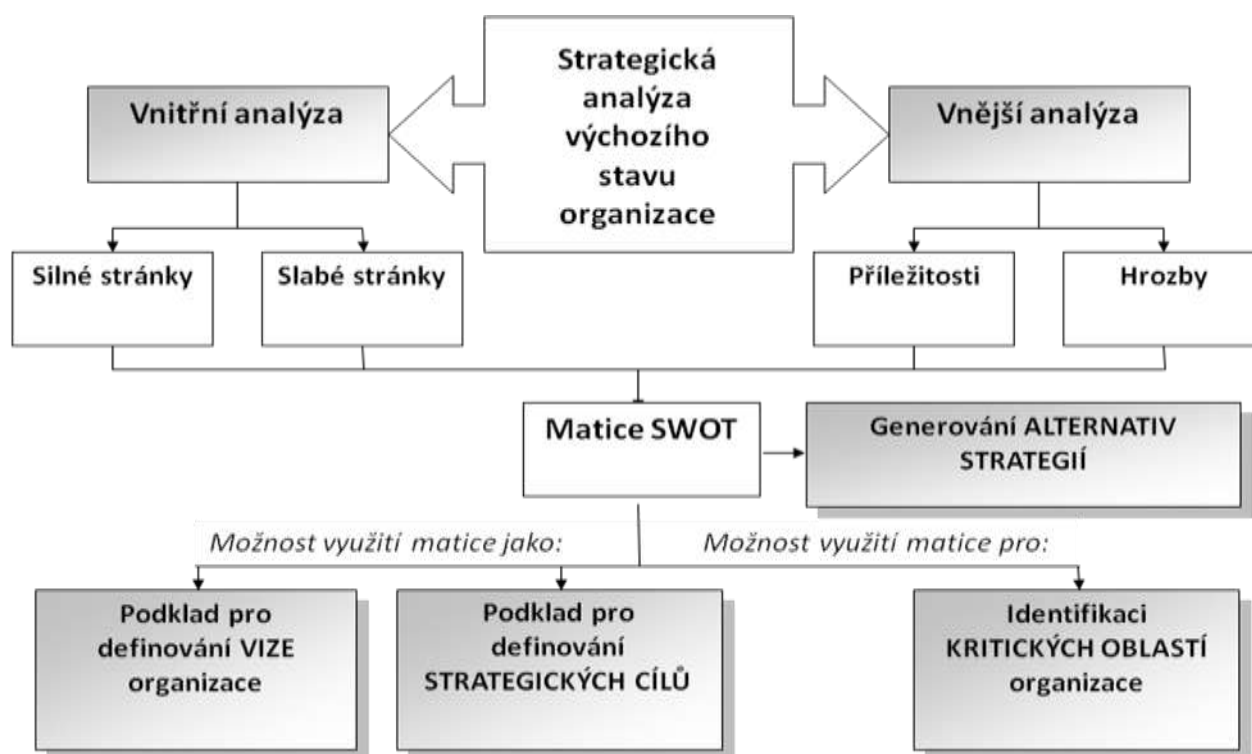 Strategická
analýza
výchozího
stavu
organizace
Vnitřní analýza
Vnější analýza
Silné stránky
Slabé stránky
Příležitosti
Hrozby
Matice SWOT
Generování ALTERNATIV
STRATEGIÍ
Možnost využití matice jako:
Možnost využití matice pro:
Podklad pro
definování VIZE
organizace
Podklad pro
definování
STRATEGICKÝCH CÍLŮ
Identifikaci
KRITICKÝCH OBLASTÍ
organizace